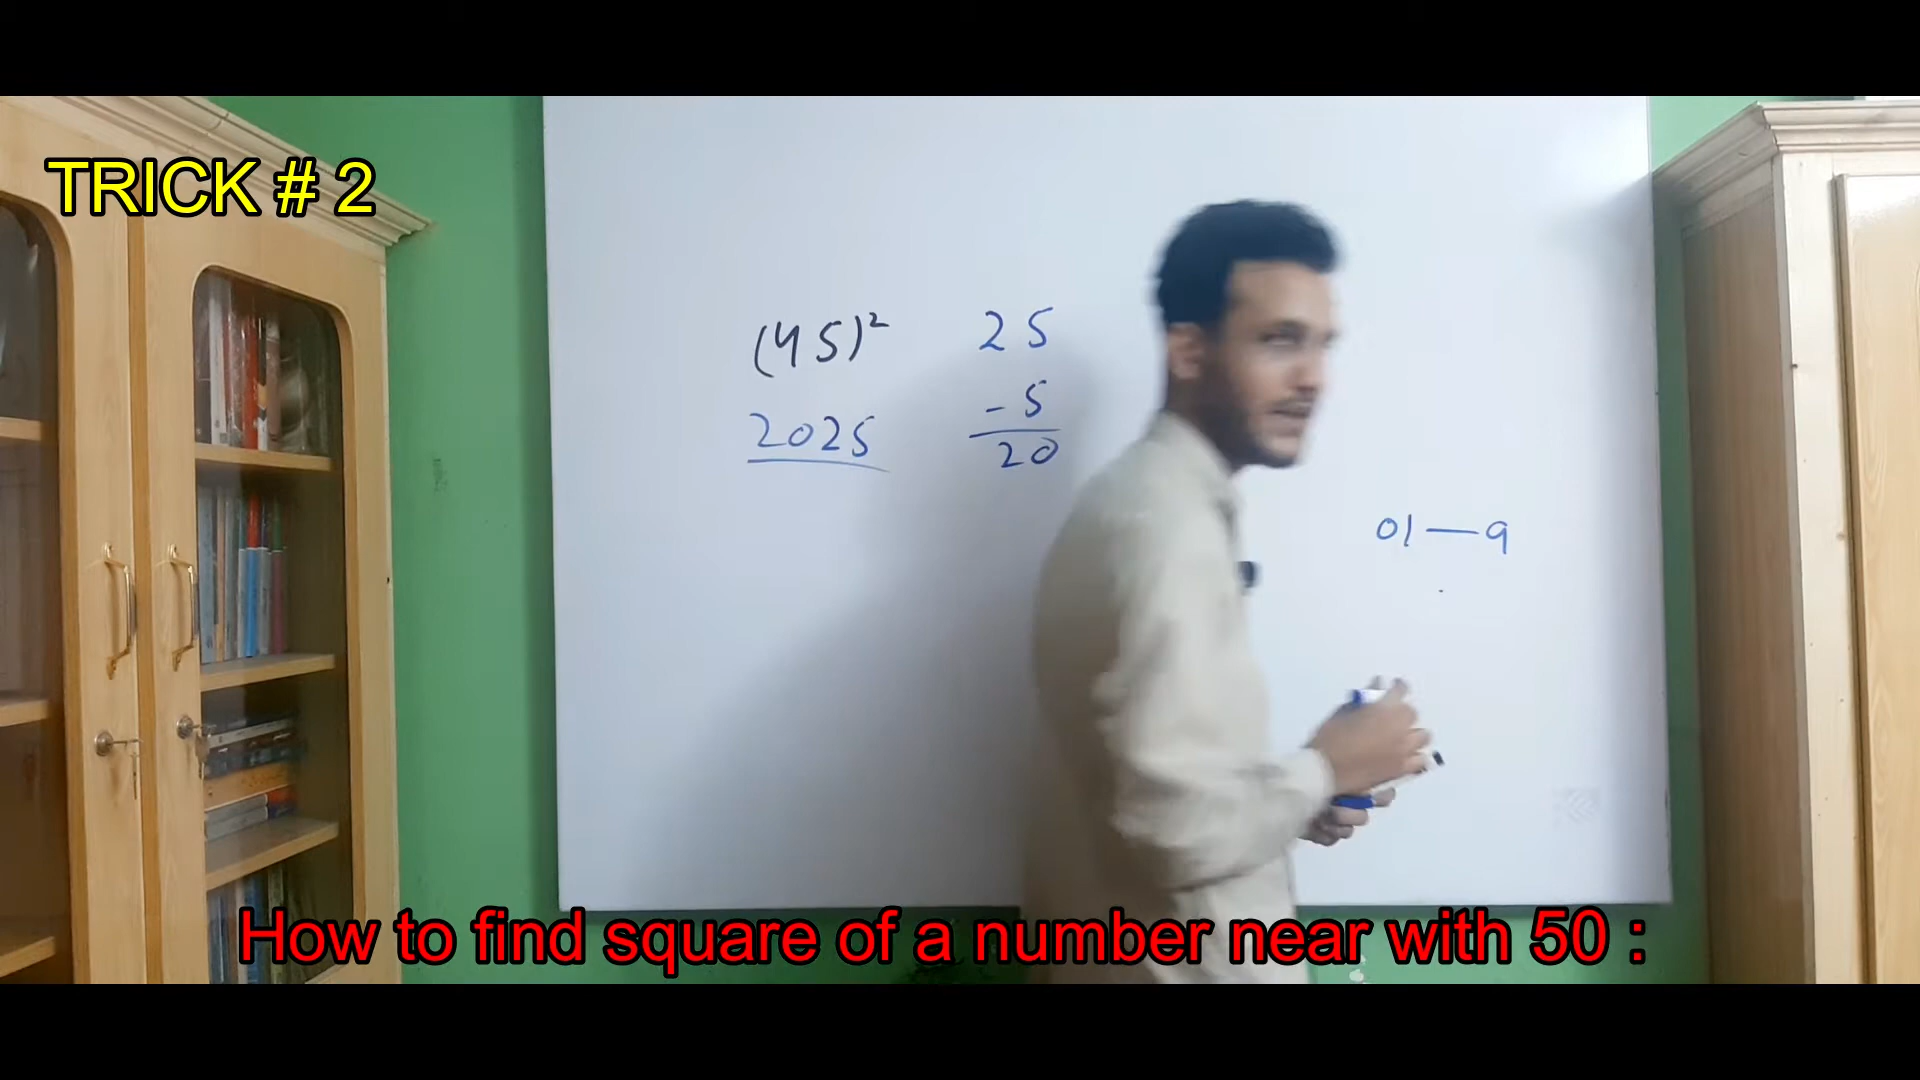 TRICK # 2
(45)² 25
- 5
2025 20
01 — 9
How to find square of a number near with 50 :